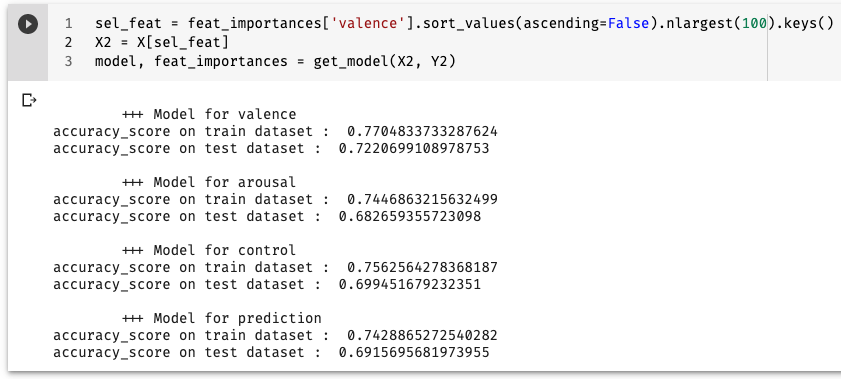 1 sel_feat = feat_importances['valence'].sort_values(ascending=False).nlargest(100).keys()
2 X2 = X[sel_feat]
3 model, feat_importances = get_model(X2, Y2)
+++ Model for valence
accuracy_score on train dataset :  0.7704833733287624
accuracy_score on test dataset :  0.7220699108978753
+++ Model for arousal
accuracy_score on train dataset :  0.7446863215632499
accuracy_score on test dataset :  0.682659355723098
+++ Model for control
accuracy_score on train dataset :  0.7562564278368187
accuracy_score on test dataset :  0.699451679232351
+++ Model for prediction
accuracy_score on train dataset :  0.7428865272540282
accuracy_score on test dataset :  0.6915695681973955